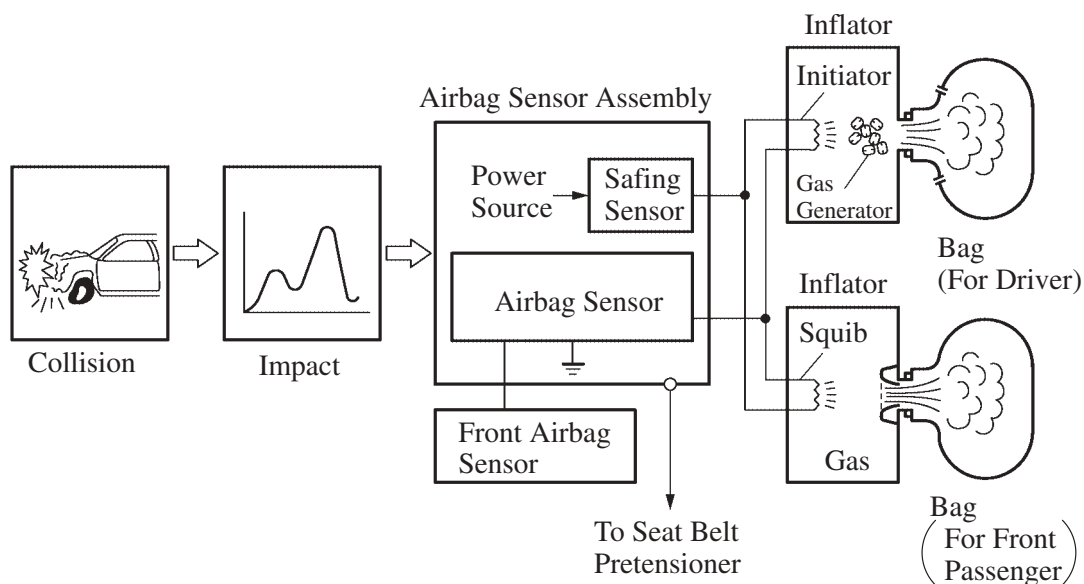 Inflator
Initiator
Airbag Sensor Assembly
Power
Source
Safing
Sensor
Gas
Generator
Bag
(For Driver)
Airbag Sensor
Inflator
Collision
Impact
Squib
Front Airbag
Sensor
Gas
To Seat Belt
Pretensioner
Bag
(For Front
Passenger)